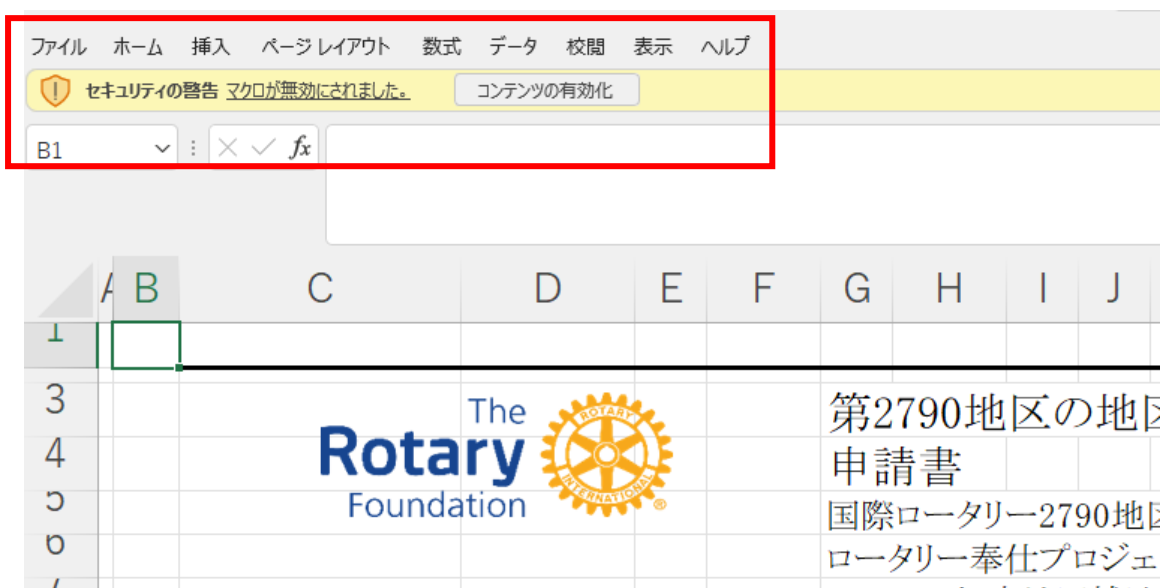 ファイル ホーム 挿入 ページ レイアウト 数式 データ 校閲 表示 ヘルプ
セキュリティの警告 マクロが無効にされました。 コンテンツの有効化
B1 fx
A B C D E F G H I J
1
3
4
5
6
The
Rotary
Foundation
ROTARY
INTERNATIONAL
®
第2790地区の地区
申請書
国際ロータリー2790地区
ロータリー奉仕プロジェ